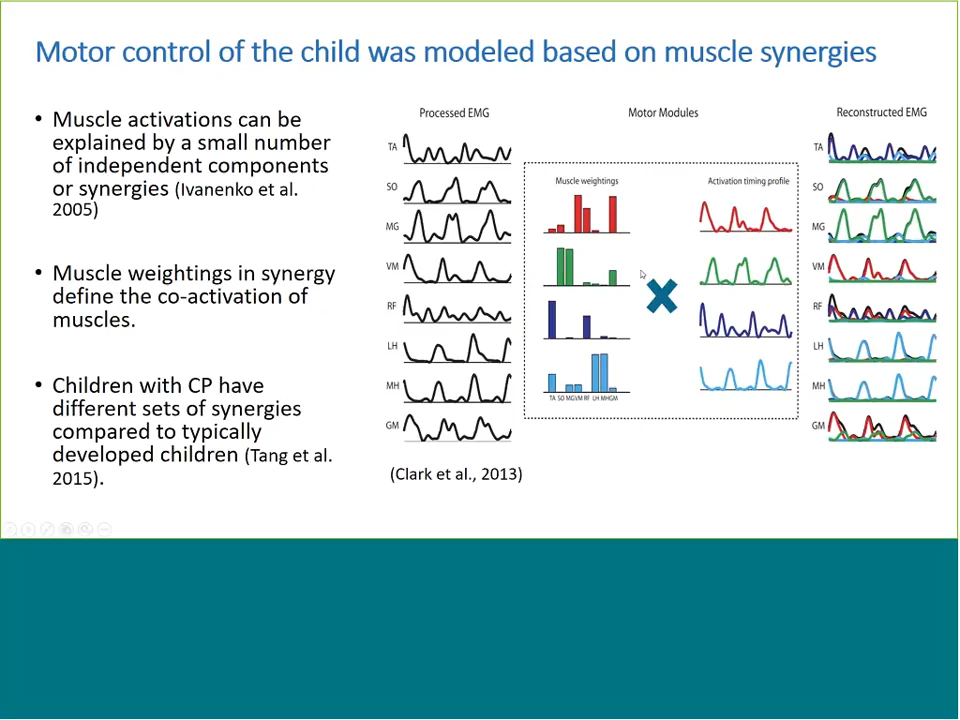 Motor control of the child was modeled based on muscle synergies
• Muscle activations can be
explained by a small number
of independent components
or synergies (Ivanenko et al.
2005)
• Muscle weightings in synergy
define the co-activation of
muscles.
• Children with CP have
different sets of synergies
compared to typically
developed children (Tang et al.
2015).
Processed EMG
TA
SO
MG
VM
RF
LH
MH
GM
(Clark et al., 2013)
Motor Modules
Muscle weightings
Activation timing profile
TA SO MG VM RF LH MH GM
Reconstructed EMG
TA
SO
MG
VM
RF
LH
MH
GM